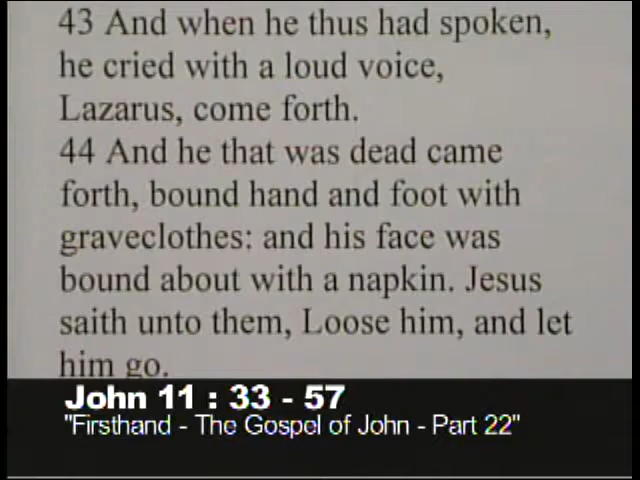 43 And when he thus had spoken,
he cried with a loud voice,
Lazarus, come forth.
44 And he that was dead came
forth, bound hand and foot with
graveclothes: and his face was
bound about with a napkin. Jesus
saith unto them, Loose him, and let
him go.
John 11 : 33 - 57
"Firsthand - The Gospel of John - Part 22"